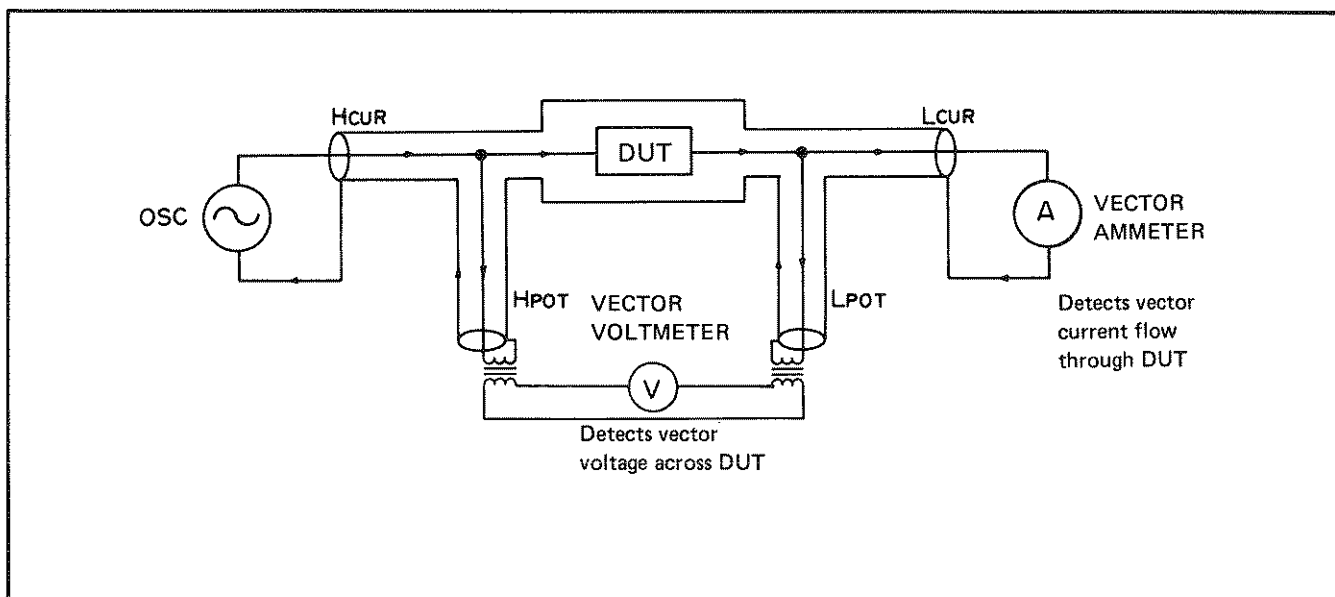 HCUR
LCUR
DUT
OSC
A
VECTOR
AMMETER
HPOT
VECTOR
VOLTMETER
LPOT
Detects vector
current flow
through DUT
V
Detects vector
voltage across DUT